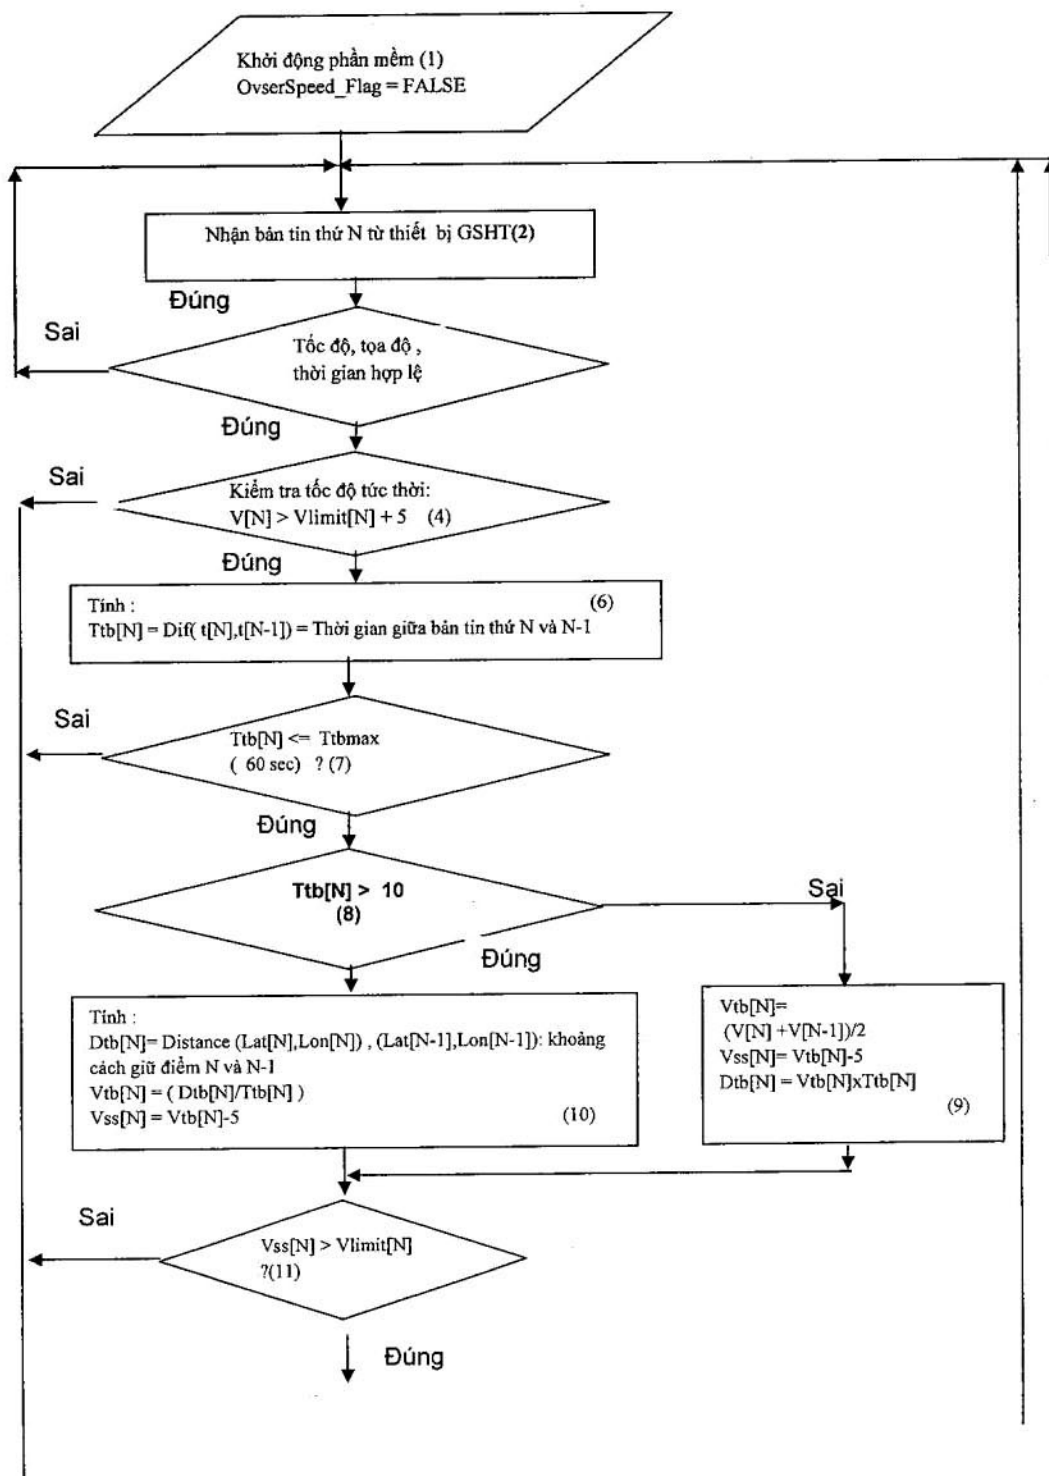 Khởi động phần mềm (1)
OvserSpeed_Flag = FALSE
Nhận bản tin thứ N từ thiết bị GSHT(2)
Đúng
Sai
Tốc độ, tọa độ ,
thời gian hợp lệ
Đúng
Sai
Kiểm tra tốc độ tức thời:
V[N] > Vlimit[N] + 5 (4)
Đúng
Tính : (6)
Ttb[N] = Dif( t[N],t[N-1]) = Thời gian giữa bản tin thứ N và N-1
Sai
Ttb[N] <= Ttbmax
( 60 sec) ? (7)
Đúng
Ttb[N] > 10
(8)
Sai
Đúng
Tính :
Dtb[N]= Distance (Lat[N],Lon[N]) , (Lat[N-1],Lon[N-1]): khoảng
cách giữ điểm N và N-1
Vtb[N] = ( Dtb[N]/Ttb[N] )
Vss[N] = Vtb[N]-5 (10)
Vtb[N]=
(V[N] +V[N-1])/2
Vss[N]= Vtb[N]-5
Dtb[N] = Vtb[N]xTtb[N]
(9)
Sai
Vss[N] > Vlimit[N]
?(11)
Đúng